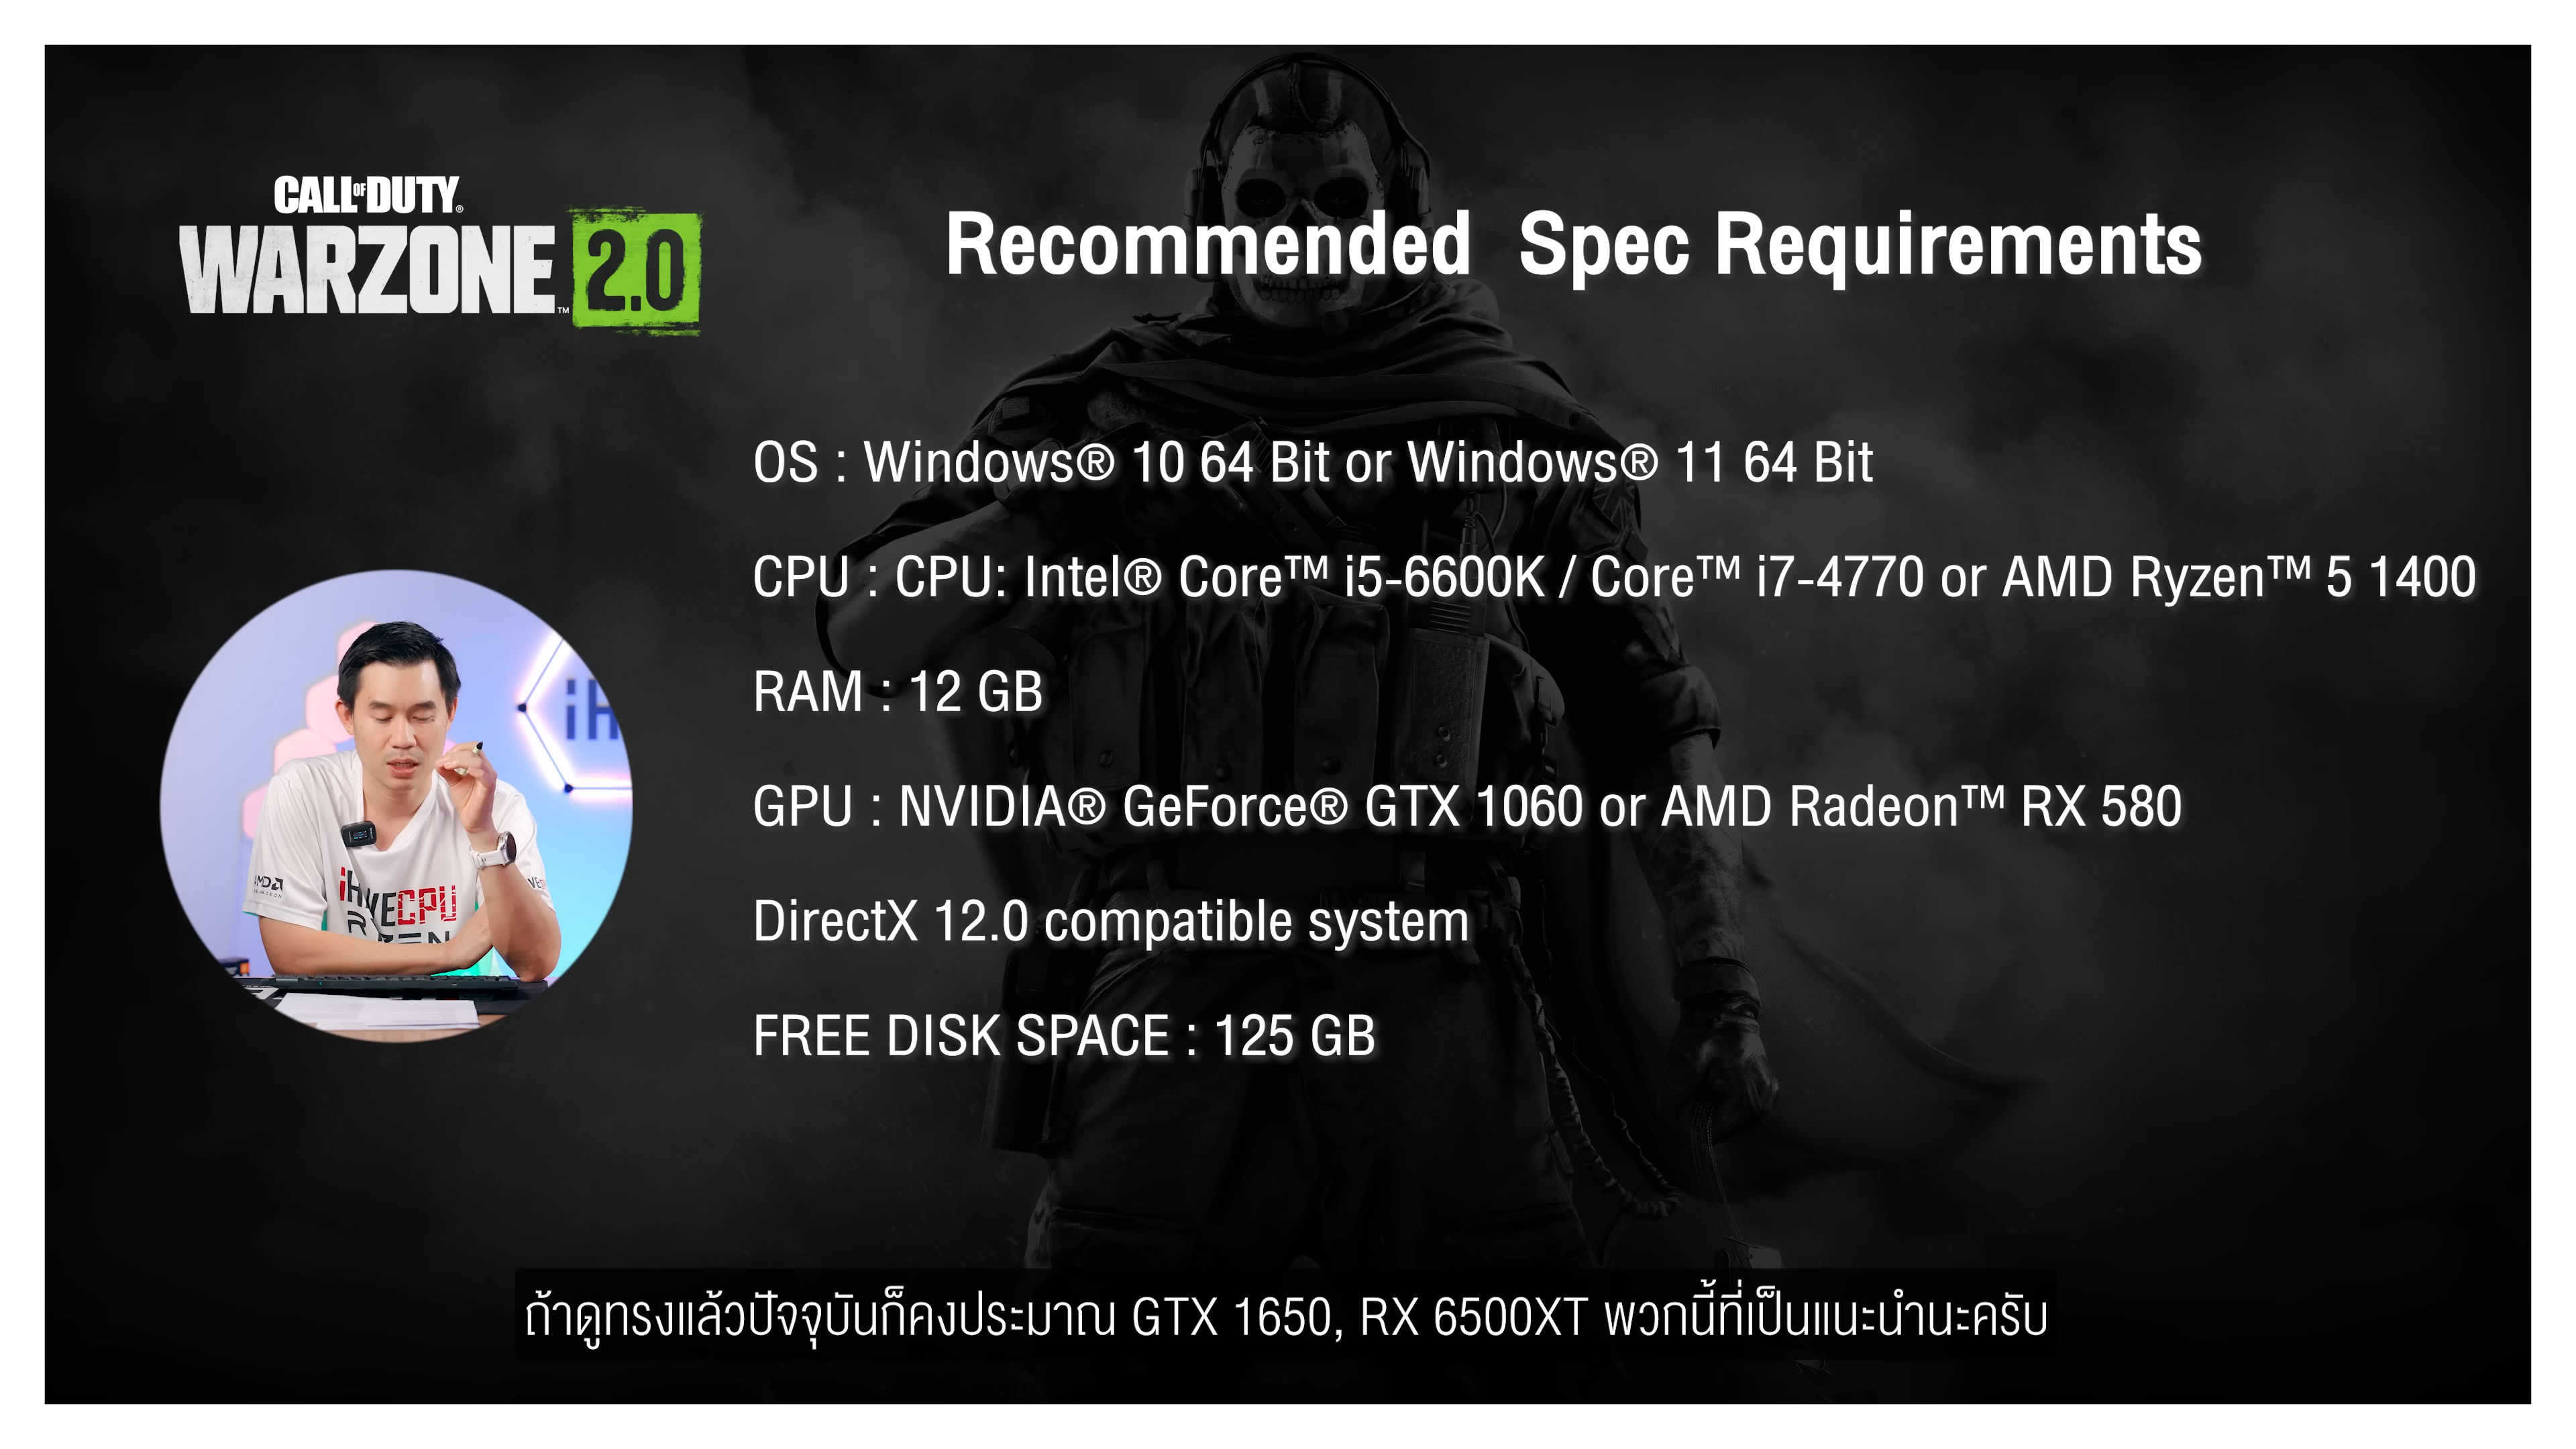 CALL OF DUTY®
WARZONE™ 2.0
Recommended Spec Requirements
OS : Windows® 10 64 Bit or Windows® 11 64 Bit
CPU : CPU: Intel® Core™ i5-6600K / Core™ i7-4770 or AMD Ryzen™ 5 1400
RAM : 12 GB
GPU : NVIDIA® GeForce® GTX 1060 or AMD Radeon™ RX 580
DirectX 12.0 compatible system
FREE DISK SPACE : 125 GB
iH
AMD
iHAVECPU
RYZEN
ถ้าดูทรงแล้วปัจจุบันก็คงประมาณ GTX 1650, RX 6500XT พวกนี้ที่เป็นแนะนำนะครับ